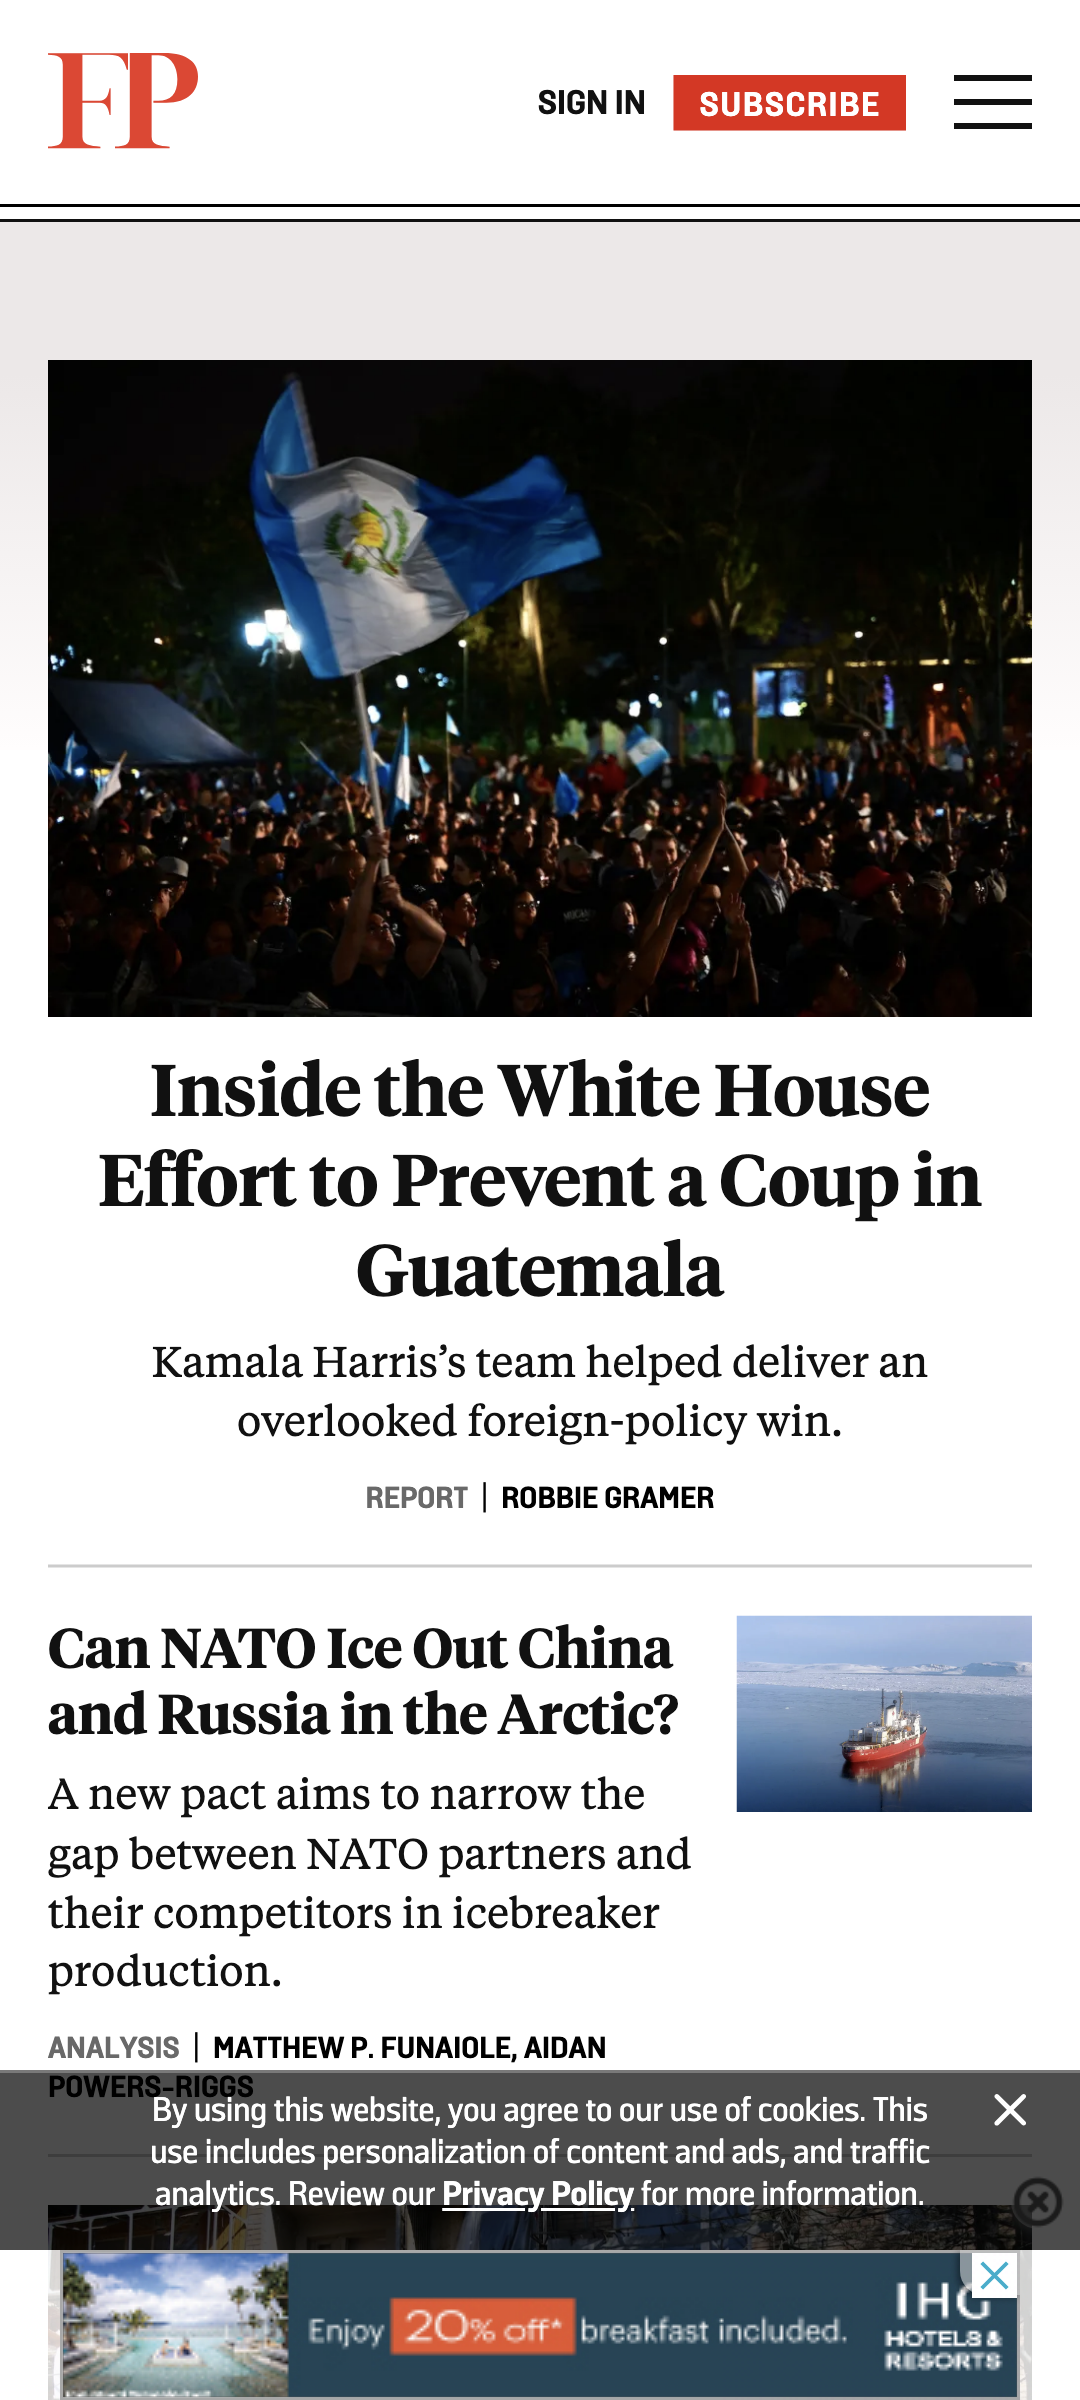 FP
SIGN IN
SUBSCRIBE
Inside the White House
Effort to Prevent a Coup in
Guatemala
Kamala Harris’s team helped deliver an
overlooked foreign-policy win.
REPORT | ROBBIE GRAMER
Can NATO Ice Out China
and Russia in the Arctic?
A new pact aims to narrow the
gap between NATO partners and
their competitors in icebreaker
production.
ANALYSIS | MATTHEW P. FUNAIOLE, AIDAN
POWERS-RIGGS
By using this website, you agree to our use of cookies. This
use includes personalization of content and ads, and traffic
analytics. Review our Privacy Policy for more information.
Enjoy 20% off* breakfast included.
IHG
HOTELS &
RESORTS